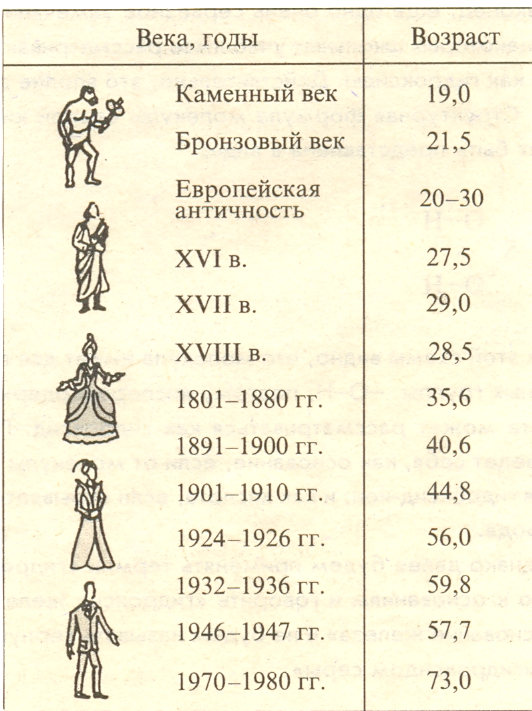 Века, годы Возраст
Каменный век 19,0
Бронзовый век 21,5
Европейская
античность 20–30
XVI в. 27,5
XVII в. 29,0
XVIII в. 28,5
1801–1880 гг. 35,6
1891–1900 гг. 40,6
1901–1910 гг. 44,8
1924–1926 гг. 56,0
1932–1936 гг. 59,8
1946–1947 гг. 57,7
1970–1980 гг. 73,0